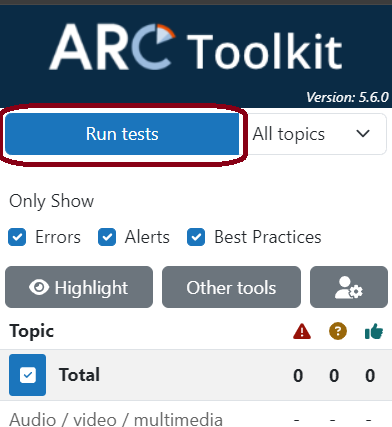 ARC Toolkit
Version: 5.6.0
Run tests All topics
Only Show
Errors Alerts Best Practices
Highlight Other tools
Topic
Total 0 0 0
Audio / video / multimedia - - -